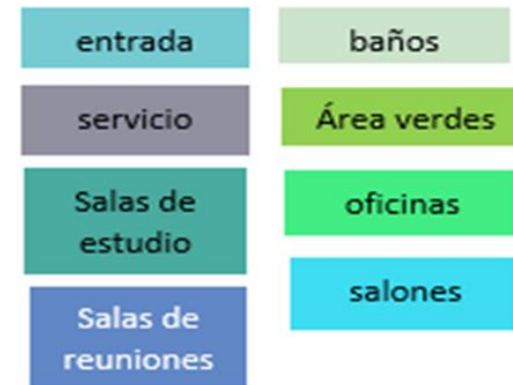 entrada
baños
servicio
Área verdes
Salas de
estudio
oficinas
salones
Salas de
reuniones